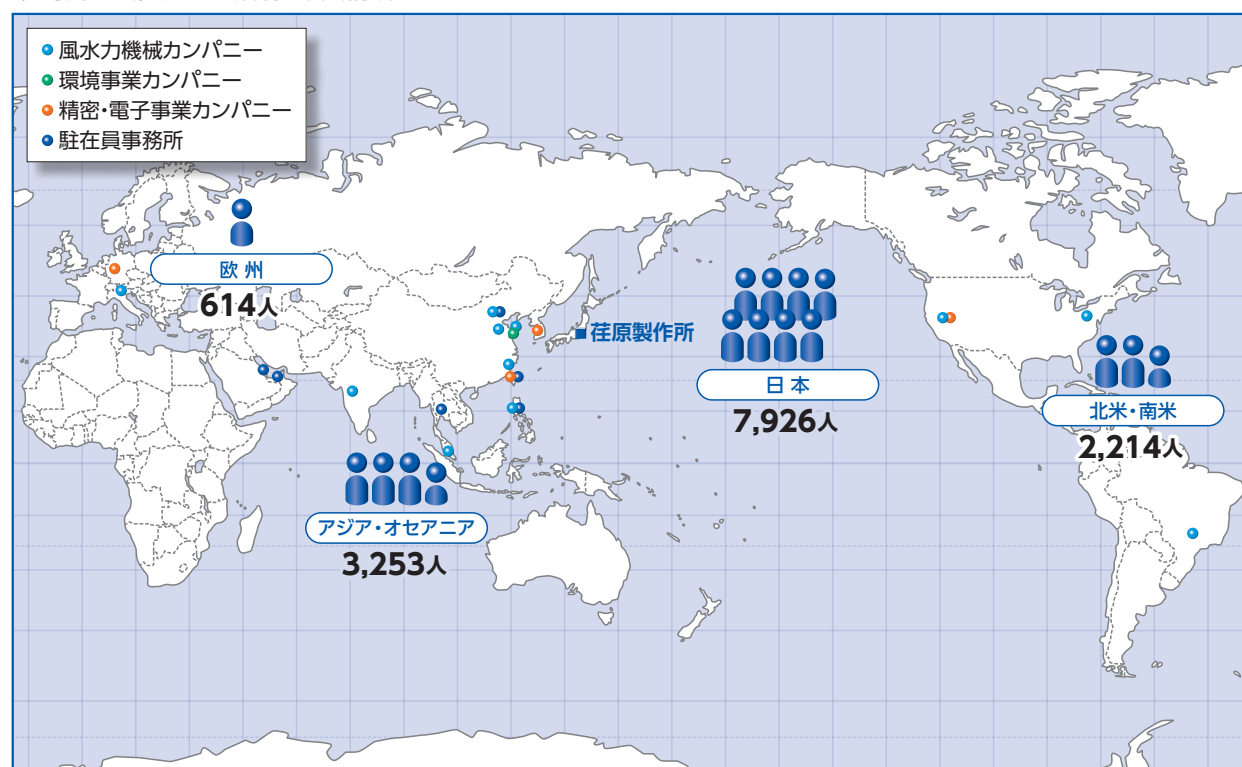 風水力機械カンパニー
環境事業カンパニー
精密・電子事業カンパニー
駐在員事務所
欧州
614人
荏原製作所
日本
7,926人
北米・南米
2,214人
アジア・オセアニア
3,253人